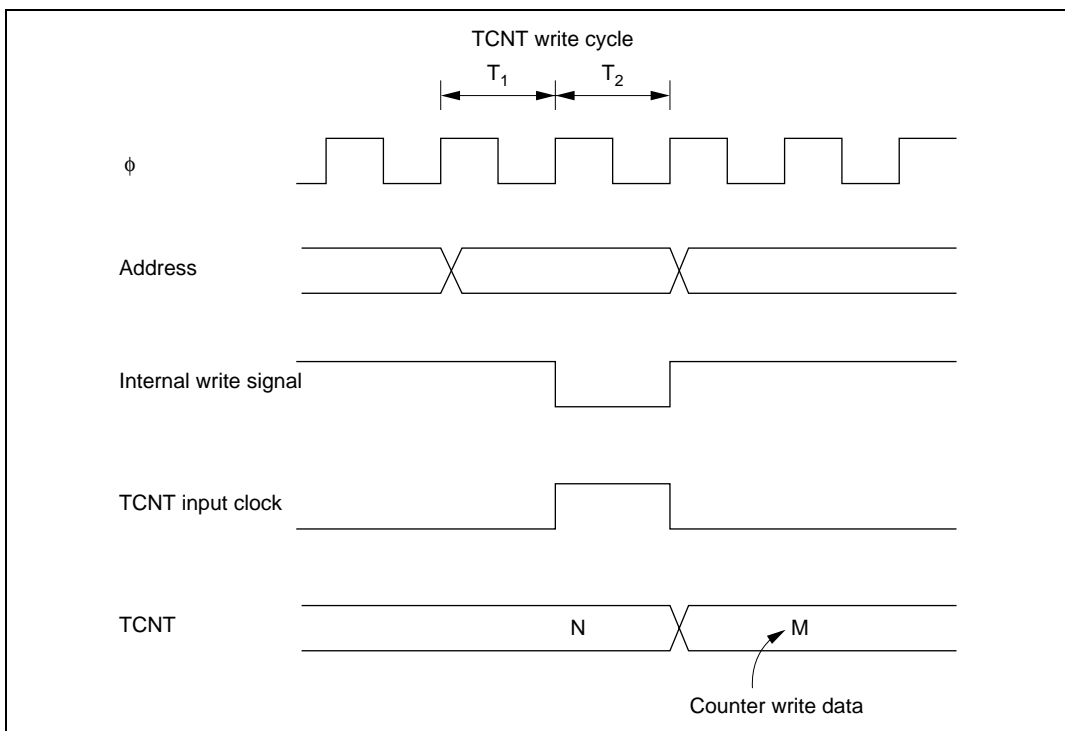 TCNT write cycle
T1 T2
ϕ
Address
Internal write signal
TCNT input clock
TCNT N M
Counter write data